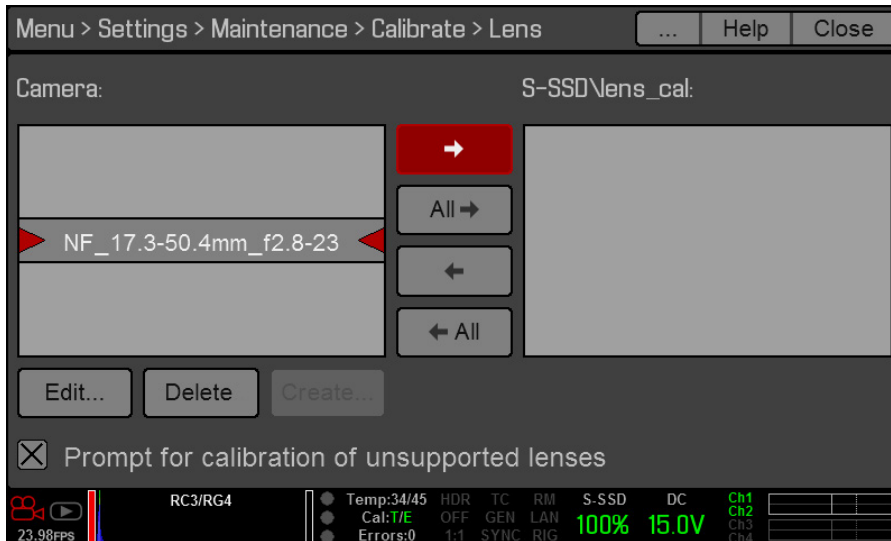 Menu > Settings > Maintenance > Calibrate > Lens ... Help Close
Camera: S-SSD\lens_cal:
All
NF_17.3-50.4mm_f2.8-23
All
Edit... Delete Create...
Prompt for calibration of unsupported lenses
RC3/RG4 Temp:34/45 HDR TC RM S-SSD DC Ch1
Cal:T/E OFF GEN LAN 100% 15.0V Ch2
23.98FPS Errors:0 1:1 SYNC RIG Ch3
Ch4